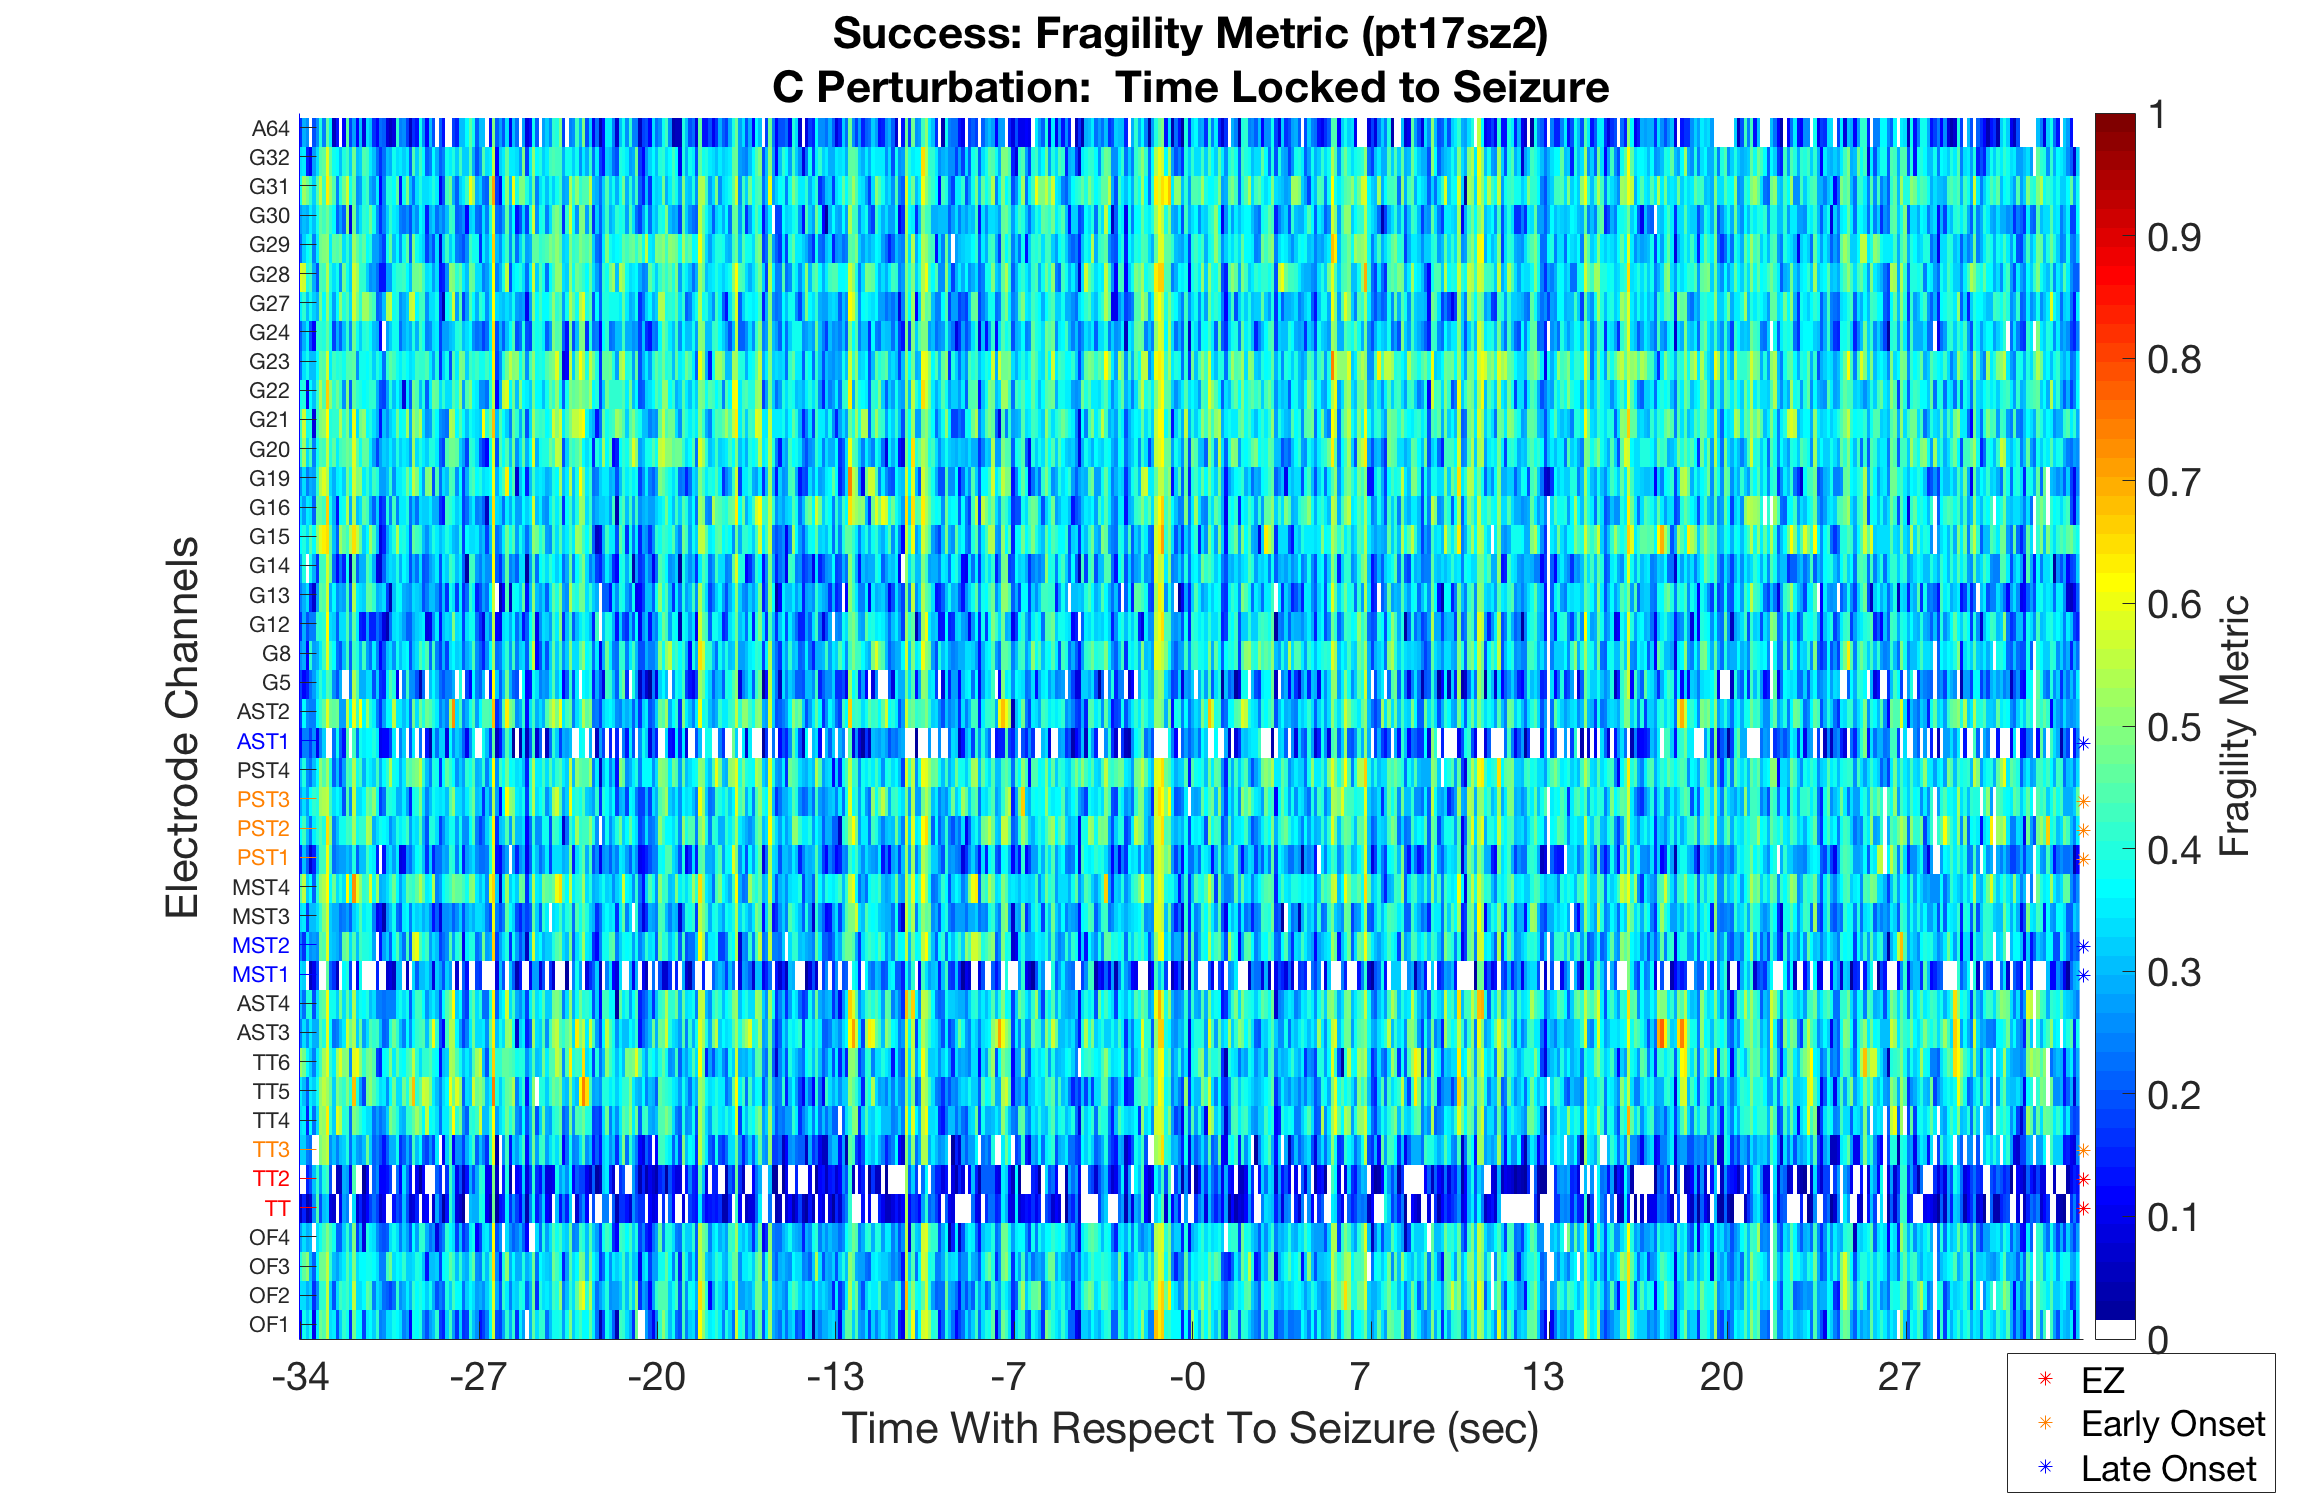 Success: Fragility Metric (pt17sz2)
C Perturbation:  Time Locked to Seizure
Electrode Channels
A64
G32
G31
G30
G29
G28
G27
G24
G23
G22
G21
G20
G19
G16
G15
G14
G13
G12
G8
G5
AST2
AST1
PST4
PST3
PST2
PST1
MST4
MST3
MST2
MST1
AST4
AST3
TT6
TT5
TT4
TT3
TT2
TT
OF4
OF3
OF2
OF1
-34 -27 -20 -13 -7 -0 7 13 20 27
Time With Respect To Seizure (sec)
1
0.9
0.8
0.7
0.6
0.5
0.4
0.3
0.2
0.1
0
Fragility Metric
EZ
Early Onset
Late Onset